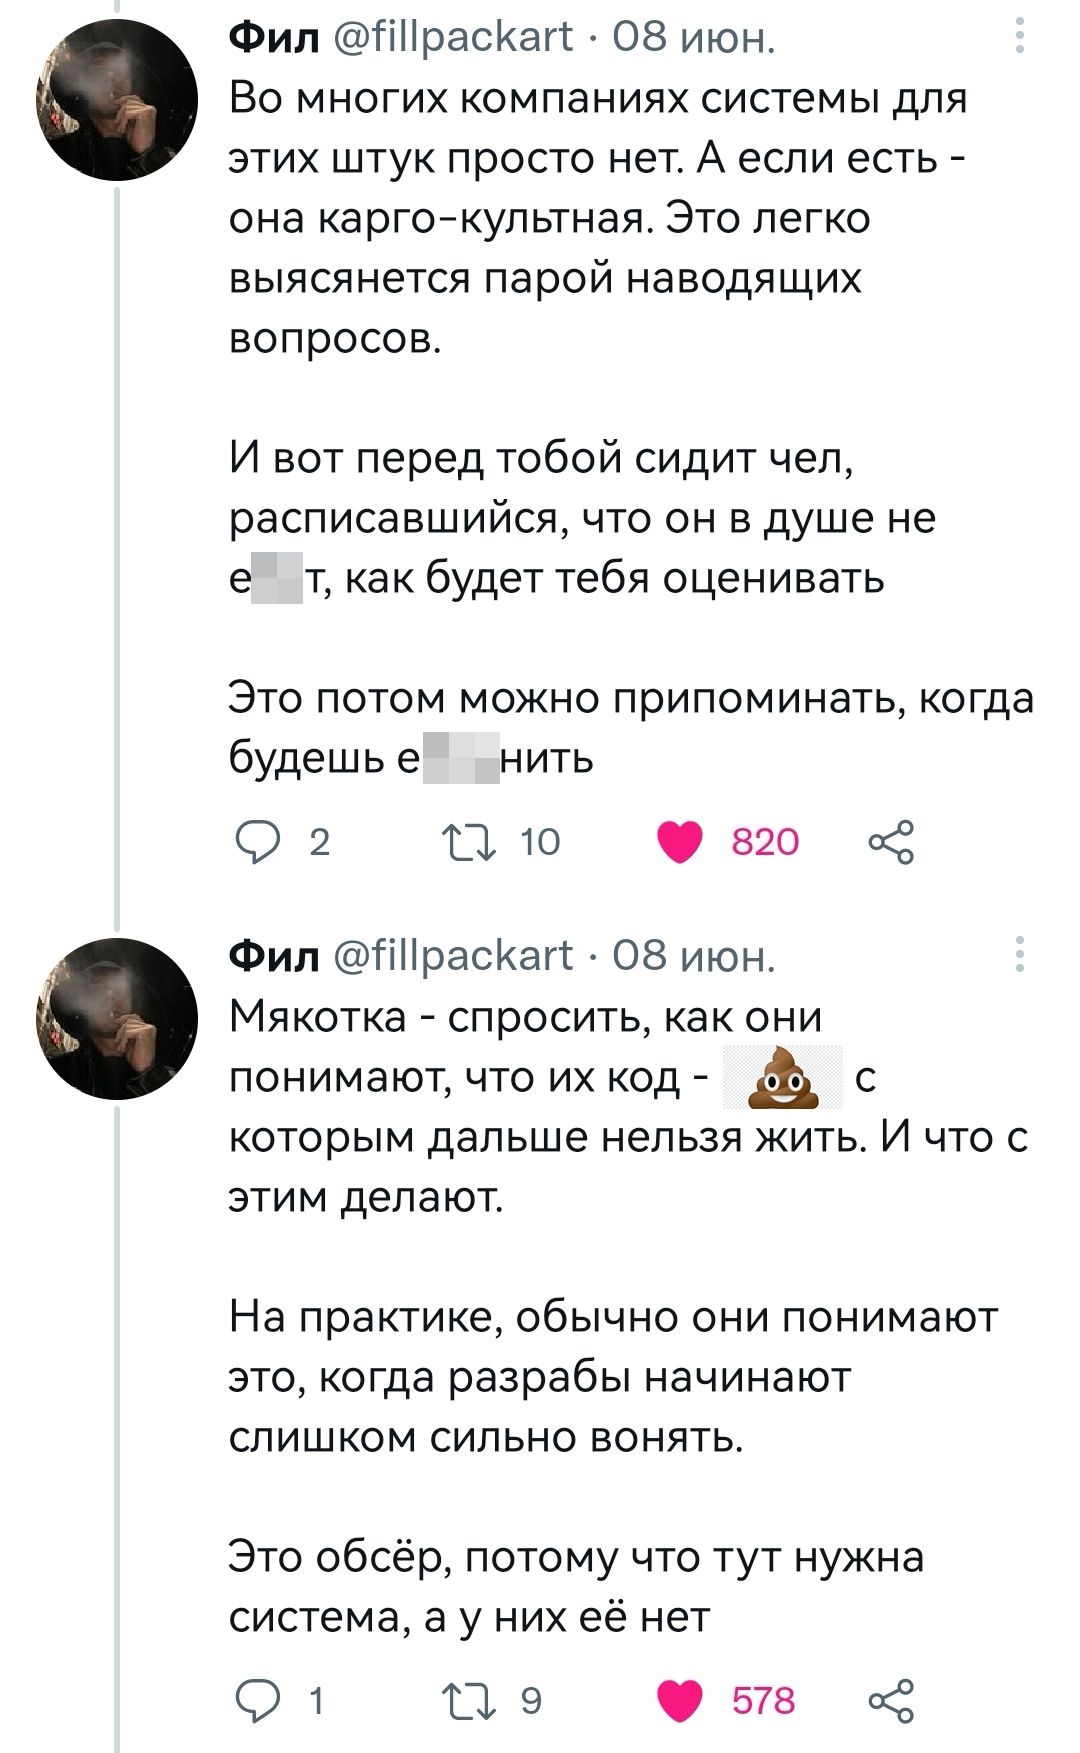 Фил @fillpackart · 08 июн.
Во многих компаниях системы для
этих штук просто нет. А если есть -
она карго-культная. Это легко
выясянется парой наводящих
вопросов.
И вот перед тобой сидит чел,
расписавшийся, что он в душе не
е т, как будет тебя оценивать
Это потом можно припоминать, когда
будешь е нить
2 10 820
Фил @fillpackart · 08 июн.
Мякотка - спросить, как они
понимают, что их код - с
которым дальше нельзя жить. И что с
этим делают.
На практике, обычно они понимают
это, когда разрабы начинают
слишком сильно вонять.
Это обсёр, потому что тут нужна
система, а у них её нет
1 9 578